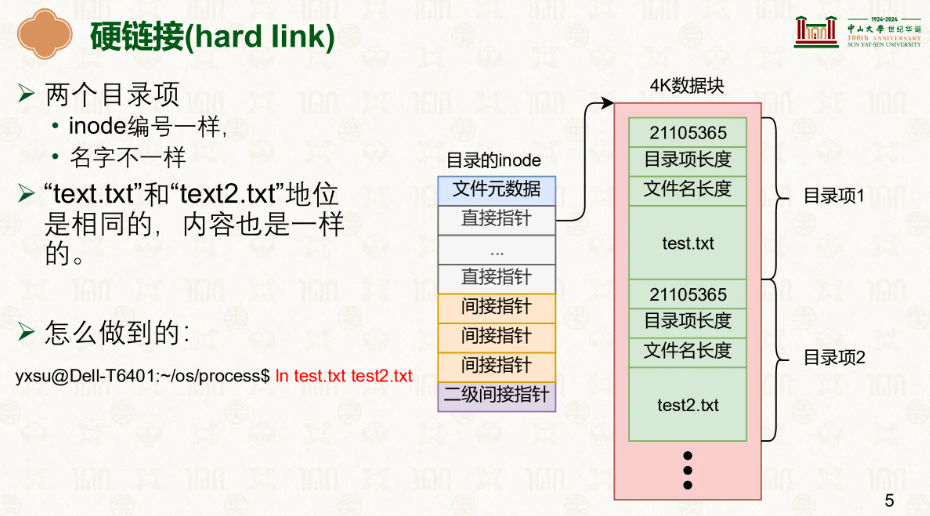 硬链接(hard link)
1924-2024
中山大學 世纪华诞
100th ANNIVERSARY
SUN YAT-SEN UNIVERSITY
两个目录项
inode编号一样,
名字不一样
“text.txt”和“text2.txt”地位
是相同的，内容也是一样
的。
怎么做到的：
yxsu@Dell-T6401:~/os/process$ ln test.txt test2.txt
目录的inode
文件元数据
直接指针
...
直接指针
间接指针
间接指针
间接指针
二级间接指针
4K数据块
21105365
目录项长度
文件名长度
test.txt
目录项1
21105365
目录项长度
文件名长度
test2.txt
目录项2
5